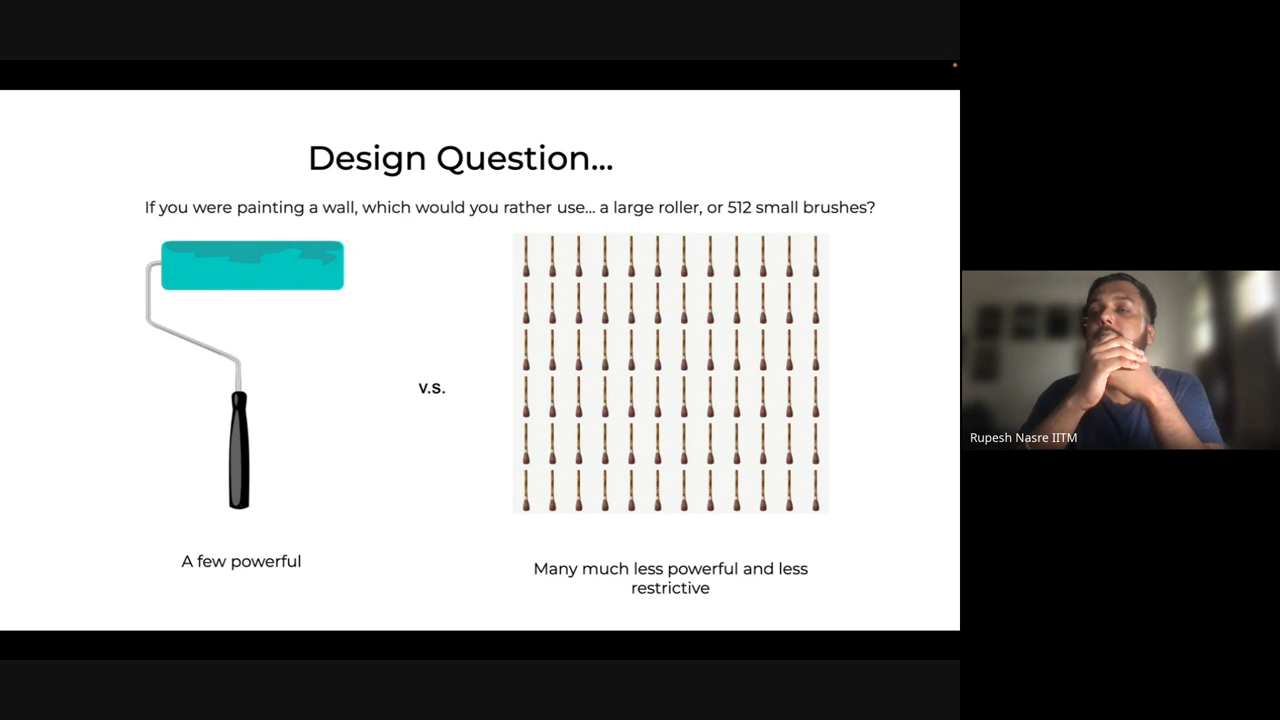 Design Question...
If you were painting a wall, which would you rather use... a large roller, or 512 small brushes?
v.s.
A few powerful
Many much less powerful and less
restrictive
Rupesh Nasre IITM